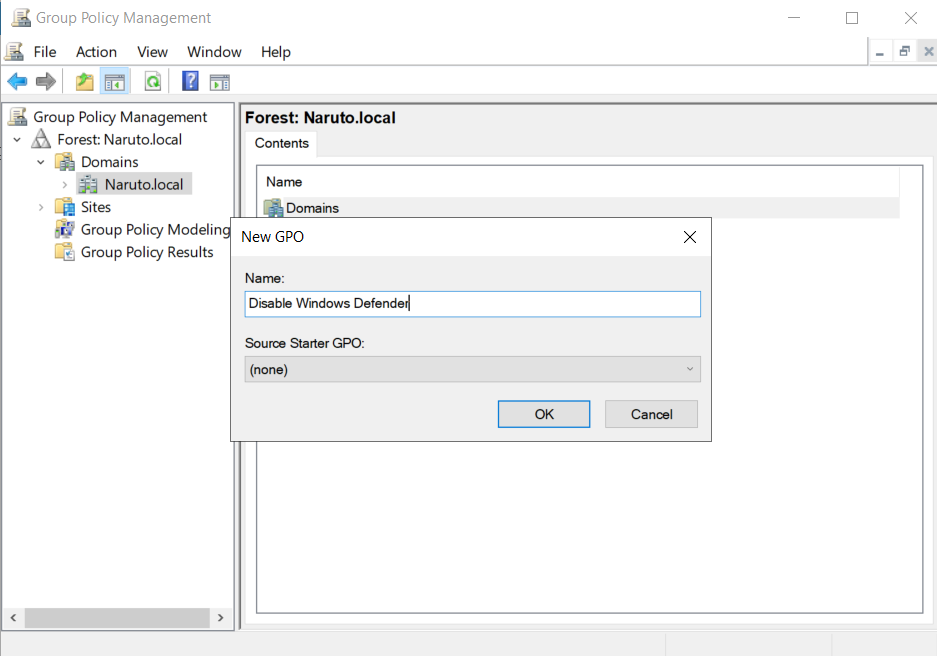 Group Policy Management
File Action View Window Help
Group Policy Management
Forest: Naruto.local
Domains
Naruto.local
Sites
Group Policy Modeling
Group Policy Results
Forest: Naruto.local
Contents
Name
Domains
New GPO
Name:
Disable Windows Defender
Source Starter GPO:
(none)
OK Cancel